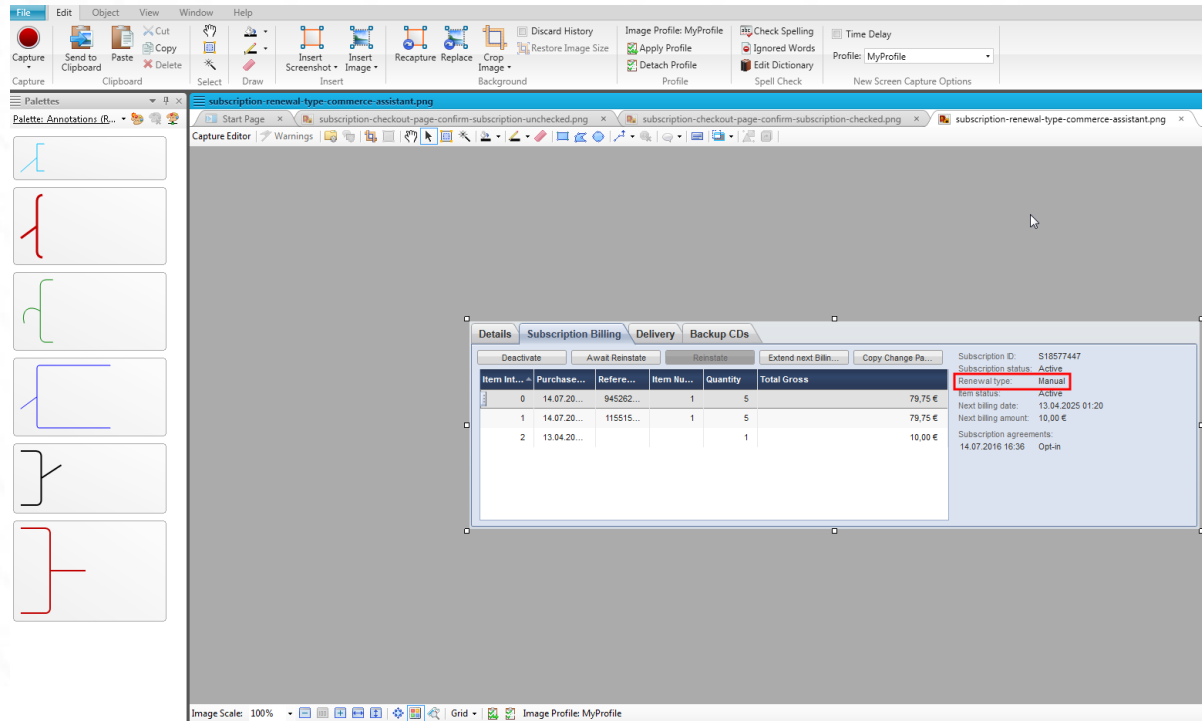 File Edit Object View Window Help
Capture
Send to Clipboard
Paste
Cut
Copy
Delete
Insert Screenshot
Insert Image
Recapture
Replace
Crop Image
Discard History
Restore Image Size
Image Profile: MyProfile
Apply Profile
Detach Profile
Check Spelling
Ignored Words
Edit Dictionary
Time Delay
Profile: MyProfile
Capture Clipboard Select Draw Insert Background Profile Spell Check New Screen Capture Options
Palettes
Palette: Annotations (R...
subscription-renewal-type-commerce-assistant.png
Start Page subscription-checkout-page-confirm-subscription-unchecked.png subscription-checkout-page-confirm-subscription-checked.png subscription-renewal-type-commerce-assistant.png
Capture Editor Warnings
Details Subscription Billing Delivery Backup CDs
Deactivate Await Reinstate Reinstate Extend next Billin... Copy Change Pa...
Item Int... Purchase... Refere... Item Nu... Quantity Total Gross
0 14.07.20... 945262... 1 5 79,75 €
1 14.07.20... 115515... 1 5 79,75 €
2 13.04.20... 1 10,00 €
Subscription ID: S18577447
Subscription status: Active
Renewal type: Manual
Item status: Active
Next billing date: 13.04.2025 01:20
Next billing amount: 10,00 €
Subscription agreements:
14.07.2016 16:36 Opt-in
Image Scale: 100% Grid Image Profile: MyProfile